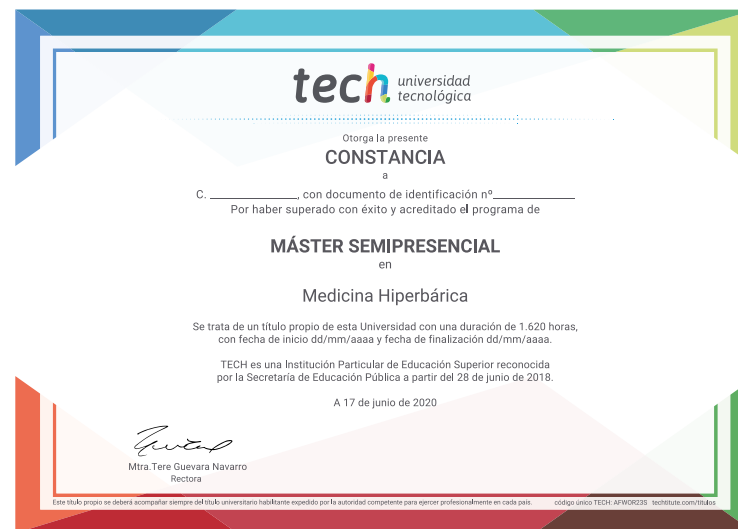 tech universidad
tecnológica
Otorga la presente
CONSTANCIA
a
C. ______________, con documento de identificación nº_____________
Por haber superado con éxito y acreditado el programa de
MÁSTER SEMIPRESENCIAL
en
Medicina Hiperbárica
Se trata de un título propio de esta Universidad con una duración de 1.620 horas,
con fecha de inicio dd/mm/aaaa y fecha de finalización dd/mm/aaaa.
TECH es una Institución Particular de Educación Superior reconocida
por la Secretaría de Educación Pública a partir del 28 de junio de 2018.
A 17 de junio de 2020
Mtra.Tere Guevara Navarro
Rectora
Este título propio se deberá acompañar siempre del título universitario habilitante expedido por la autoridad competente para ejercer profesionalmente en cada país. código único TECH: AFWOR23S techtitute.com/títulos